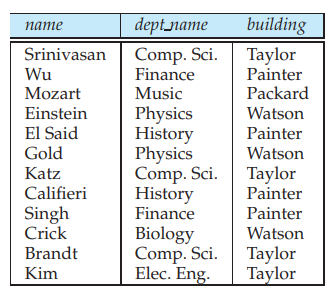 name dept_name building
Srinivasan Comp. Sci. Taylor
Wu Finance Painter
Mozart Music Packard
Einstein Physics Watson
El Said History Painter
Gold Physics Watson
Katz Comp. Sci. Taylor
Califieri History Painter
Singh Finance Painter
Crick Biology Watson
Brandt Comp. Sci. Taylor
Kim Elec. Eng. Taylor